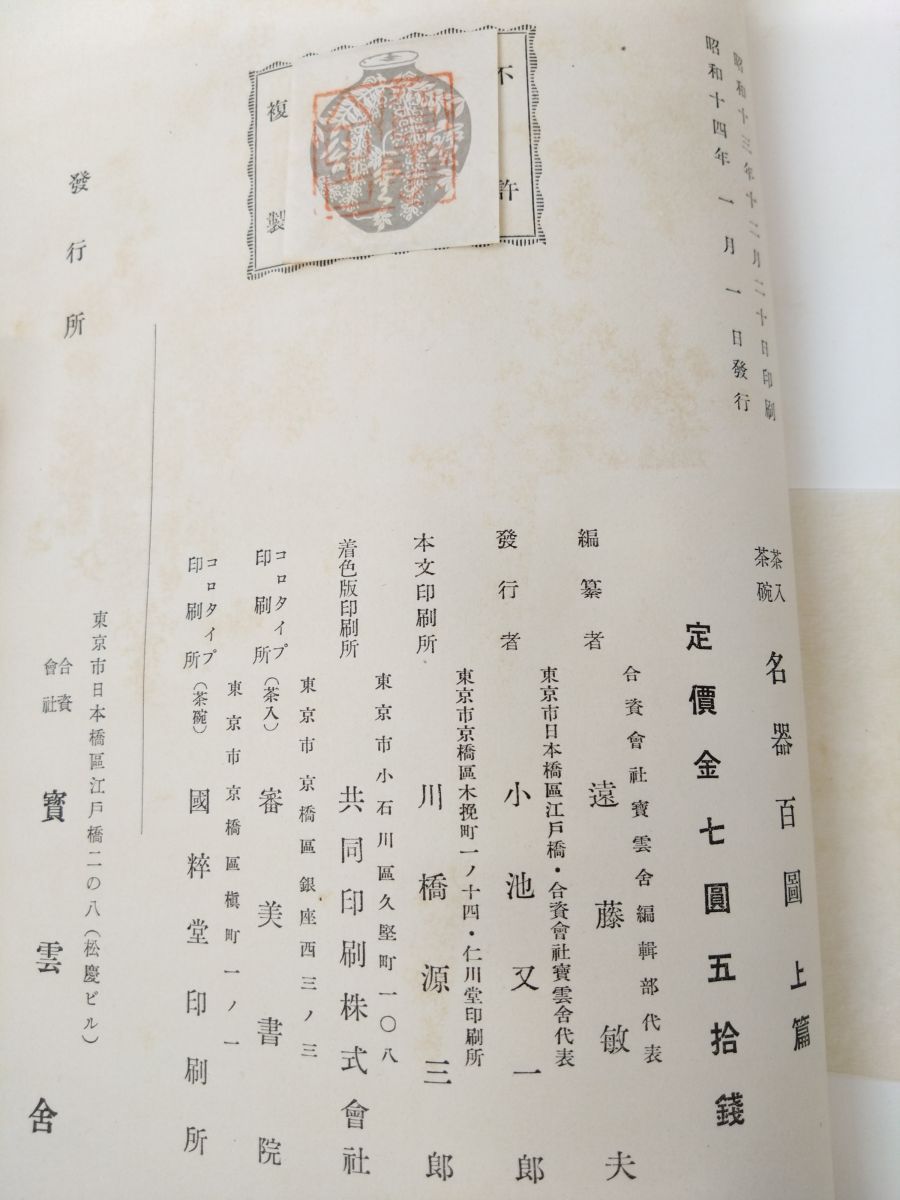 昭和十三年十二月二十日印刷
昭和十四年一月一日發行
不許
複製
茶入
茶碗
名器百圖上篇
定價金七圓五拾錢
合資會社寶雲舍編輯部代表
編纂者
遠藤敏夫
東京市日本橋區江戸橋・合資會社寶雲舍代表
發行者
小池又一郎
東京市京橋區木挽町一ノ十四・仁川堂印刷所
本文印刷所
川橋源三郎
東京市小石川區久堅町一〇八
着色版印刷所
共同印刷株式會社
東京市京橋區銀座西三ノ三
コロタイプ
印刷所(茶入)
審美書院
東京市京橋區槇町一ノ一
コロタイプ
印刷所(茶碗)
國粹堂印刷所
發行所
東京市日本橋區江戸橋二の八(松慶ビル)
合資
會社
寶雲舍